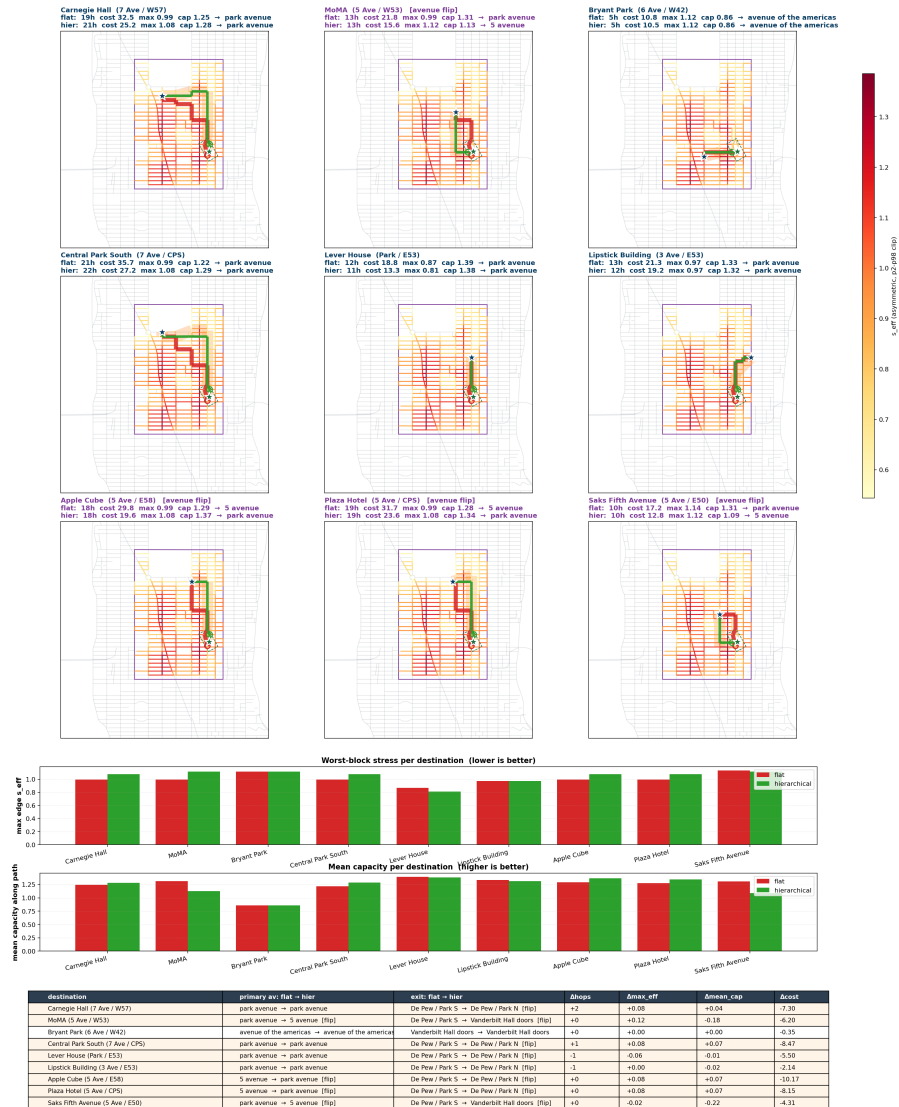 Carnegie Hall (7 Ave / W57)
flat: 19h cost 32.5 max 0.99 cap 1.25 → park avenue
hier: 21h cost 25.2 max 1.08 cap 1.28 → park avenue
MoMA (5 Ave / W53) [avenue flip]
flat: 13h cost 21.8 max 0.99 cap 1.31 → park avenue
hier: 13h cost 15.6 max 1.12 cap 1.13 → 5 avenue
Bryant Park (6 Ave / W42)
flat: 5h cost 10.8 max 1.12 cap 0.86 → avenue of the americas
hier: 5h cost 10.5 max 1.12 cap 0.86 → avenue of the americas
Central Park South (7 Ave / CPS)
flat: 21h cost 35.7 max 0.99 cap 1.22 → park avenue
hier: 22h cost 27.2 max 1.08 cap 1.29 → park avenue
Lever House (Park / E53)
flat: 12h cost 18.8 max 0.87 cap 1.39 → park avenue
hier: 11h cost 13.3 max 0.81 cap 1.38 → park avenue
Lipstick Building (3 Ave / E53)
flat: 13h cost 21.3 max 0.97 cap 1.33 → park avenue
hier: 12h cost 19.2 max 0.97 cap 1.32 → park avenue
Apple Cube (5 Ave / E58) [avenue flip]
flat: 18h cost 29.8 max 0.99 cap 1.29 → 5 avenue
hier: 18h cost 19.6 max 1.08 cap 1.37 → park avenue
Plaza Hotel (5 Ave / CPS) [avenue flip]
flat: 19h cost 31.7 max 0.99 cap 1.28 → 5 avenue
hier: 19h cost 23.6 max 1.08 cap 1.34 → park avenue
Saks Fifth Avenue (5 Ave / E50) [avenue flip]
flat: 10h cost 17.2 max 1.14 cap 1.31 → park avenue
hier: 10h cost 12.8 max 1.12 cap 1.09 → 5 avenue
1.3
1.2
1.1
1.0
0.9
0.8
0.7
0.6
s_eff (asymmetric, p2-p98 clip)
Worst-block stress per destination (lower is better)
max edge s_eff
1.0
0.8
0.6
0.4
0.2
0.0
flat
hierarchical
Carnegie Hall
MoMA
Bryant Park
Central Park South
Lever House
Lipstick Building
Apple Cube
Plaza Hotel
Saks Fifth Avenue
Mean capacity per destination (higher is better)
mean capacity along path
1.25
1.00
0.75
0.50
0.25
0.00
flat
hierarchical
Carnegie Hall
MoMA
Bryant Park
Central Park South
Lever House
Lipstick Building
Apple Cube
Plaza Hotel
Saks Fifth Avenue
destination primary av: flat → hier exit: flat → hier Δhops Δmax_eff Δmean_cap Δcost
Carnegie Hall (7 Ave / W57) park avenue → park avenue De Pew / Park S → De Pew / Park N [flip] +2 +0.08 +0.04 -7.30
MoMA (5 Ave / W53) park avenue → 5 avenue [flip] De Pew / Park S → Vanderbilt Hall doors [flip] +0 +0.12 -0.18 -6.20
Bryant Park (6 Ave / W42) avenue of the americas → avenue of the americas Vanderbilt Hall doors → Vanderbilt Hall doors +0 +0.00 +0.00 -0.35
Central Park South (7 Ave / CPS) park avenue → park avenue De Pew / Park S → De Pew / Park N [flip] +1 +0.08 +0.07 -8.47
Lever House (Park / E53) park avenue → park avenue De Pew / Park S → De Pew / Park N [flip] -1 -0.06 -0.01 -5.50
Lipstick Building (3 Ave / E53) park avenue → park avenue De Pew / Park S → De Pew / Park N [flip] -1 +0.00 -0.02 -2.14
Apple Cube (5 Ave / E58) 5 avenue → park avenue [flip] De Pew / Park S → De Pew / Park N [flip] +0 +0.08 +0.07 -10.17
Plaza Hotel (5 Ave / CPS) 5 avenue → park avenue [flip] De Pew / Park S → De Pew / Park N [flip] +0 +0.08 +0.07 -8.15
Saks Fifth Avenue (5 Ave / E50) park avenue → 5 avenue [flip] De Pew / Park S → Vanderbilt Hall doors [flip] +0 -0.02 -0.22 -4.31